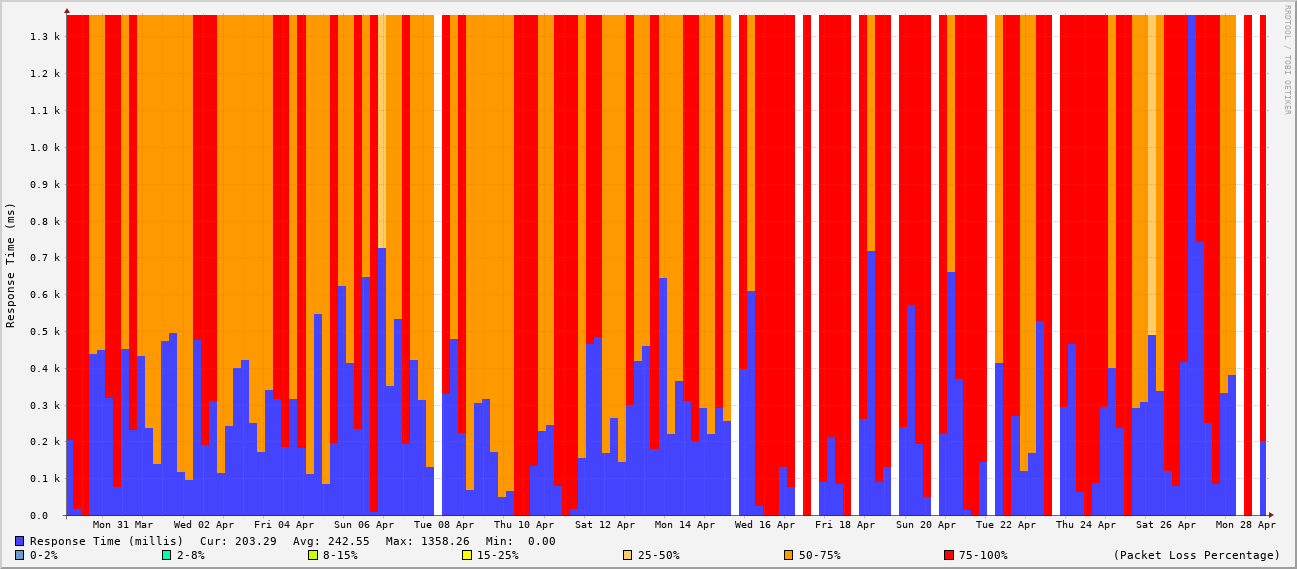 RRDTOOL / TOBI OETIKER
Response Time (ms)
1.3 k
1.2 k
1.1 k
1.0 k
0.9 k
0.8 k
0.7 k
0.6 k
0.5 k
0.4 k
0.3 k
0.2 k
0.1 k
0.0
Mon 31 Mar Wed 02 Apr Fri 04 Apr Sun 06 Apr Tue 08 Apr Thu 10 Apr Sat 12 Apr Mon 14 Apr Wed 16 Apr Fri 18 Apr Sun 20 Apr Tue 22 Apr Thu 24 Apr Sat 26 Apr Mon 28 Apr
Response Time (millis) Cur: 203.29 Avg: 242.55 Max: 1358.26 Min: 0.00
0-2% 2-8% 8-15% 15-25% 25-50% 50-75% 75-100% (Packet Loss Percentage)